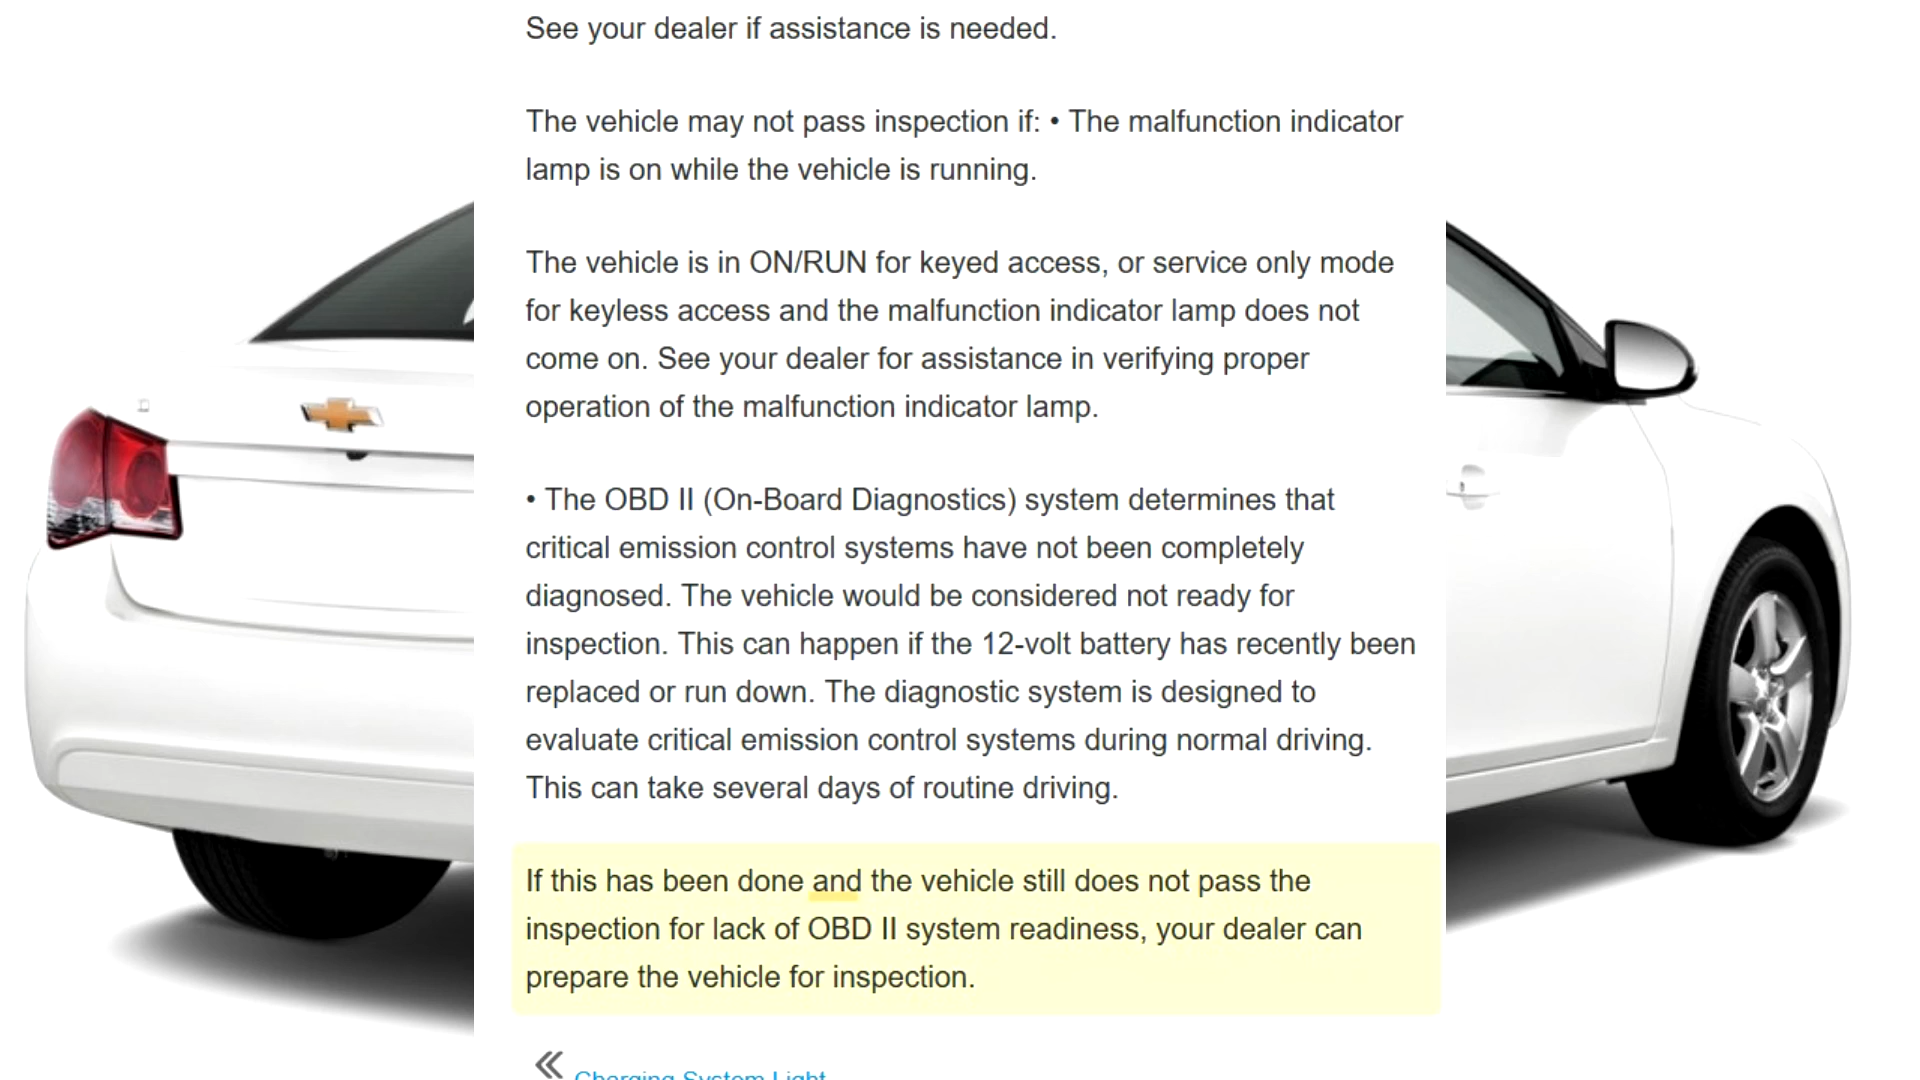 See your dealer if assistance is needed.
The vehicle may not pass inspection if: • The malfunction indicator
lamp is on while the vehicle is running.
The vehicle is in ON/RUN for keyed access, or service only mode
for keyless access and the malfunction indicator lamp does not
come on. See your dealer for assistance in verifying proper
operation of the malfunction indicator lamp.
• The OBD II (On-Board Diagnostics) system determines that
critical emission control systems have not been completely
diagnosed. The vehicle would be considered not ready for
inspection. This can happen if the 12-volt battery has recently been
replaced or run down. The diagnostic system is designed to
evaluate critical emission control systems during normal driving.
This can take several days of routine driving.
If this has been done and the vehicle still does not pass the
inspection for lack of OBD II system readiness, your dealer can
prepare the vehicle for inspection.
Charging System Light